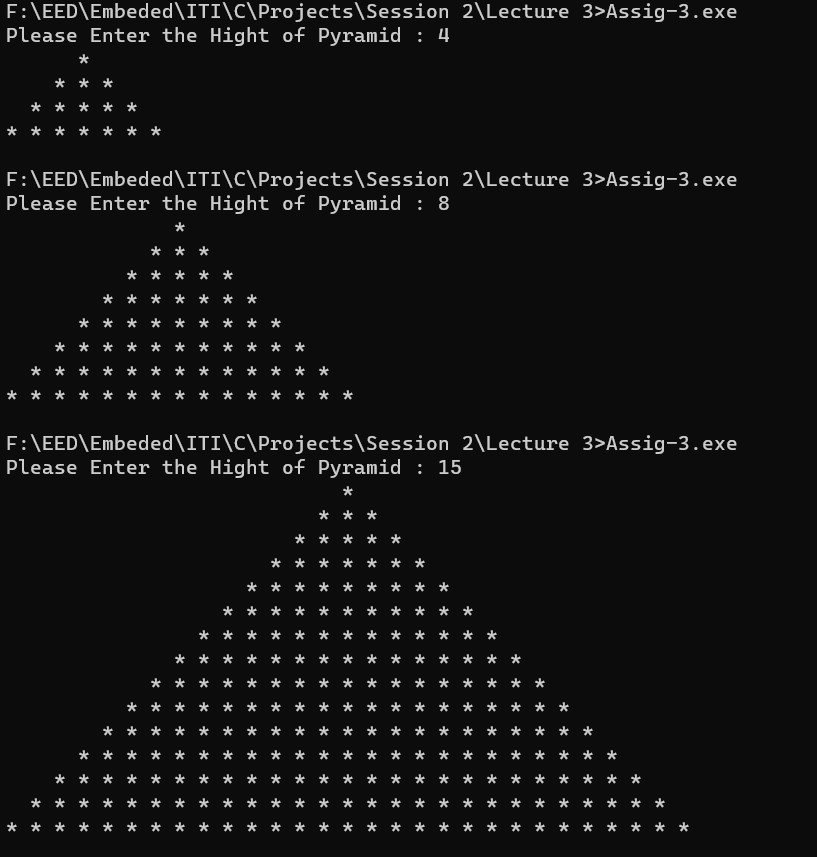 F:\EED\Embeded\ITI\C\Projects\Session 2\Lecture 3>Assig-3.exe
Please Enter the Hight of Pyramid : 4
      *
    * * *
  * * * * *
* * * * * * *
F:\EED\Embeded\ITI\C\Projects\Session 2\Lecture 3>Assig-3.exe
Please Enter the Hight of Pyramid : 8
              *
            * * *
          * * * * *
        * * * * * * *
      * * * * * * * * *
    * * * * * * * * * * *
  * * * * * * * * * * * * *
* * * * * * * * * * * * * * *
F:\EED\Embeded\ITI\C\Projects\Session 2\Lecture 3>Assig-3.exe
Please Enter the Hight of Pyramid : 15
                            *
                          * * *
                        * * * * *
                      * * * * * * *
                    * * * * * * * * *
                  * * * * * * * * * * *
                * * * * * * * * * * * * *
              * * * * * * * * * * * * * * *
            * * * * * * * * * * * * * * * * *
          * * * * * * * * * * * * * * * * * * *
        * * * * * * * * * * * * * * * * * * * * *
      * * * * * * * * * * * * * * * * * * * * * * *
    * * * * * * * * * * * * * * * * * * * * * * * * *
  * * * * * * * * * * * * * * * * * * * * * * * * * * *
* * * * * * * * * * * * * * * * * * * * * * * * * * * * *